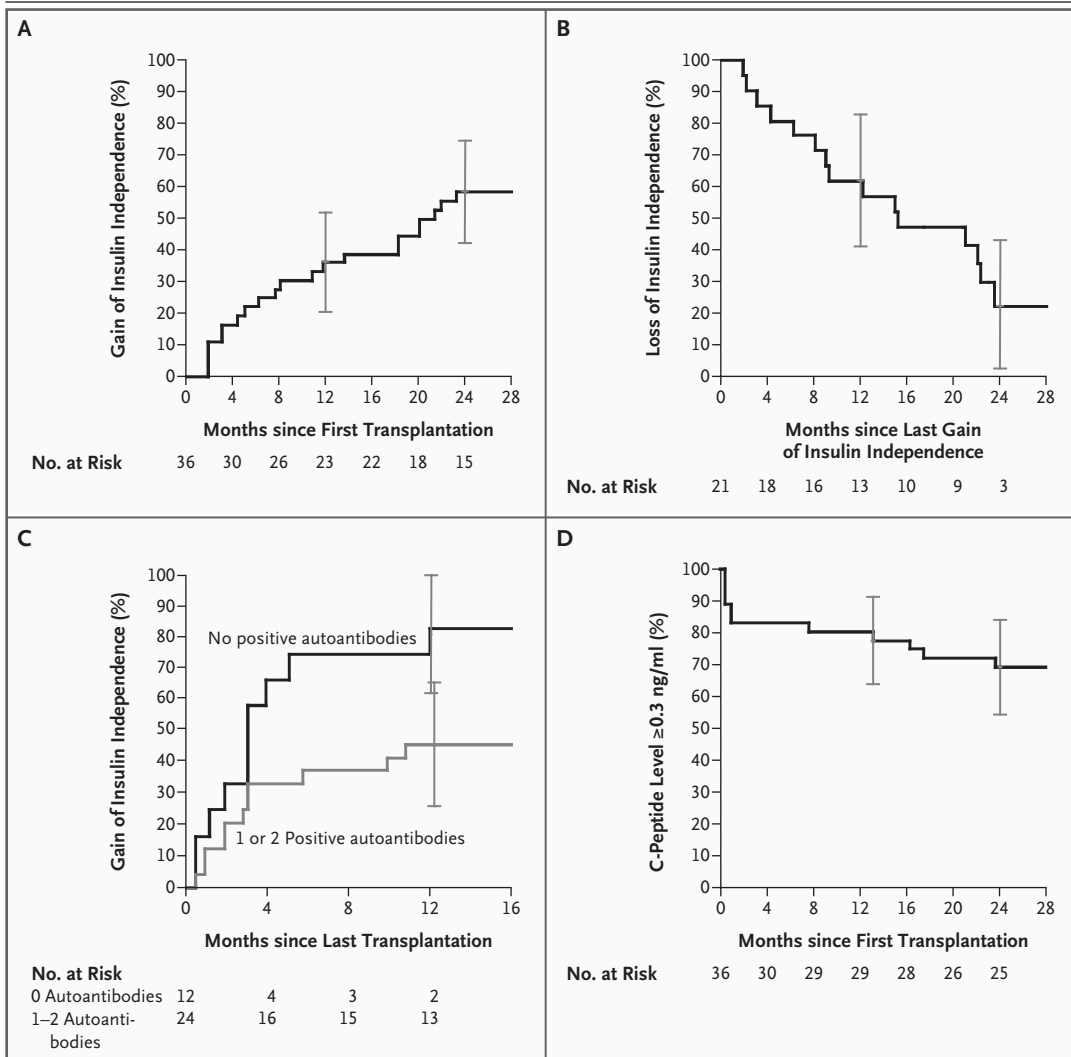 A
Gain of Insulin Independence (%)
100
90
80
70
60
50
40
30
20
10
0
0 4 8 12 16 20 24 28
Months since First Transplantation
No. at Risk 36 30 26 23 22 18 15
B
Loss of Insulin Independence (%)
100
90
80
70
60
50
40
30
20
10
0
0 4 8 12 16 20 24 28
Months since Last Gain
of Insulin Independence
No. at Risk 21 18 16 13 10 9 3
C
Gain of Insulin Independence (%)
100
90
80
70
60
50
40
30
20
10
0
No positive autoantibodies
1 or 2 Positive autoantibodies
0 4 8 12 16
Months since Last Transplantation
No. at Risk
0 Autoantibodies 12 4 3 2
1–2 Autoanti- 24 16 15 13
bodies
D
C-Peptide Level ≥0.3 ng/ml (%)
100
90
80
70
60
50
40
30
20
10
0
0 4 8 12 16 20 24 28
Months since First Transplantation
No. at Risk 36 30 29 29 28 26 25